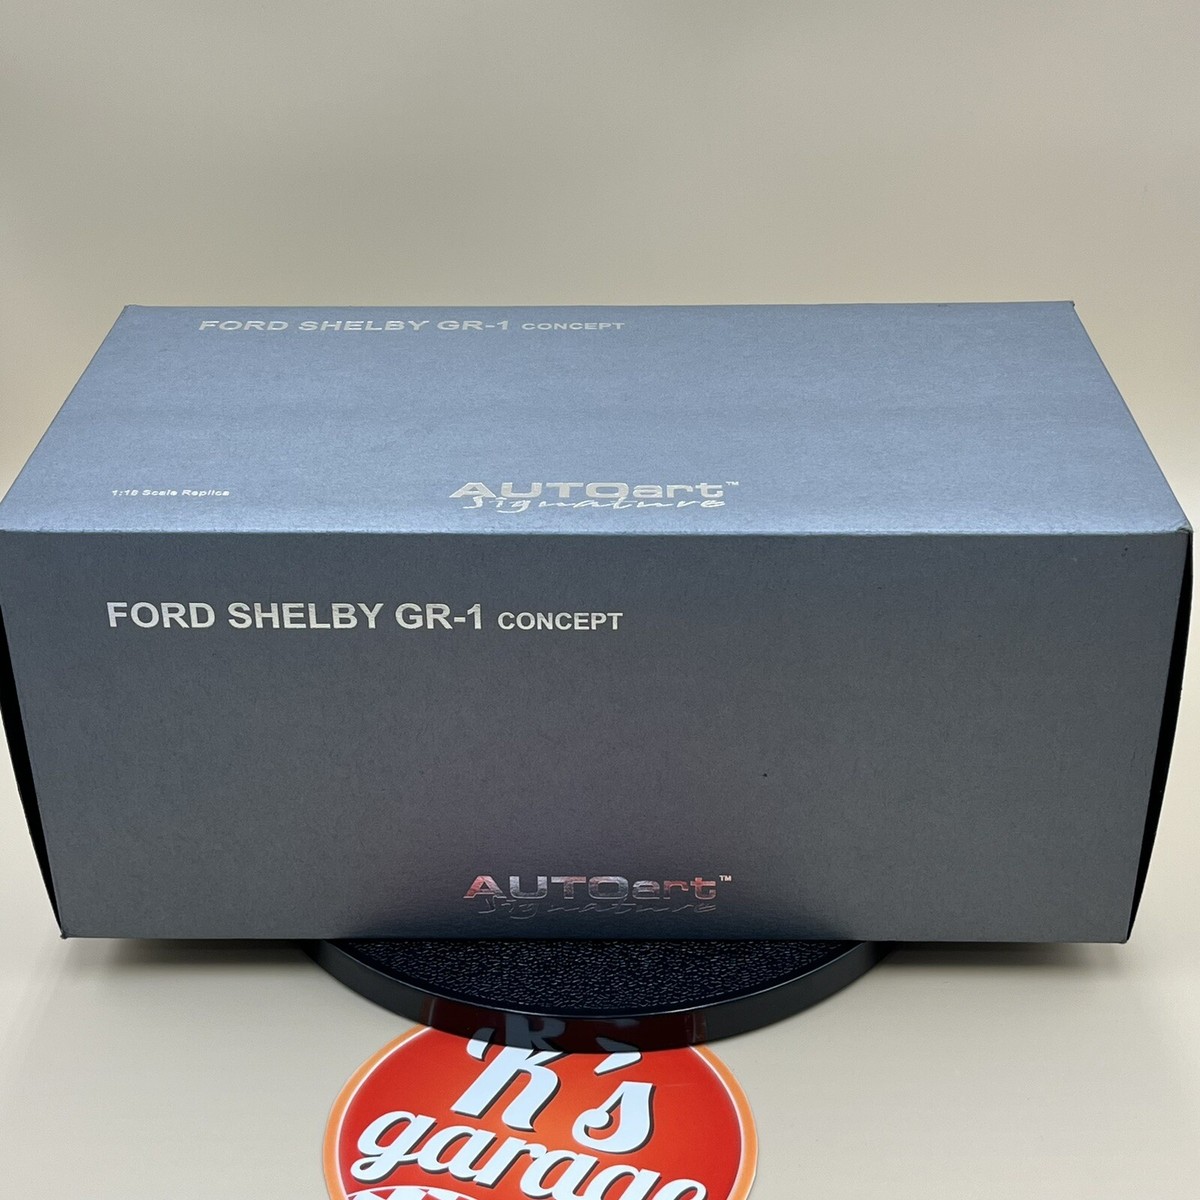 FORD SHELBY GR-1 CONCEPT
1:18 Scale Replica
AUTOart™
Signature
FORD SHELBY GR-1 CONCEPT
AUTOart™
Signature
K's
garage